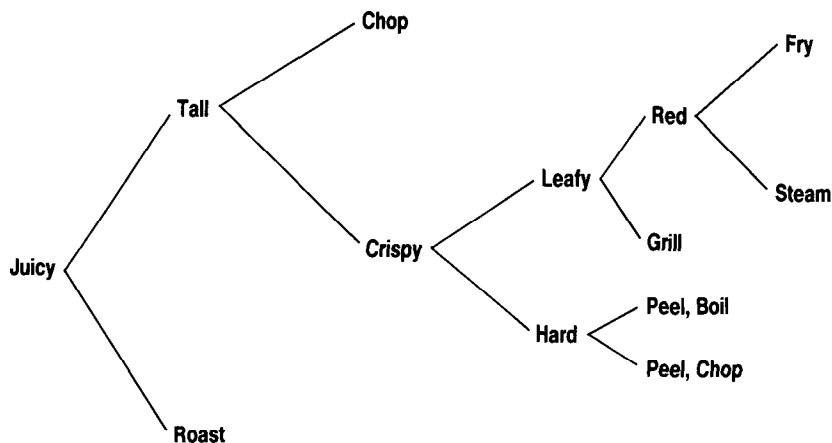 Chop
Fry
Tall
Red
Leafy
Steam
Crispy
Grill
Juicy
Peel, Boil
Hard
Peel, Chop
Roast